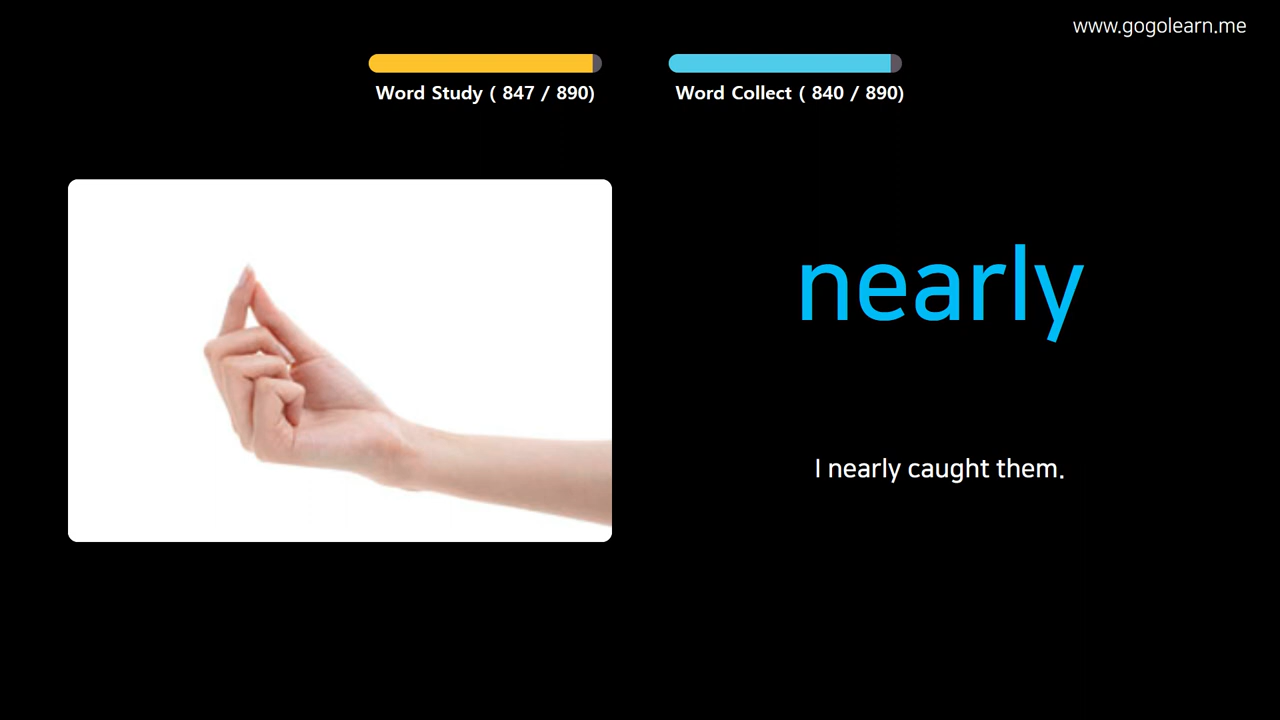 www.gogolearn.me
Word Study ( 847 / 890)
Word Collect ( 840 / 890)
nearly
I nearly caught them.